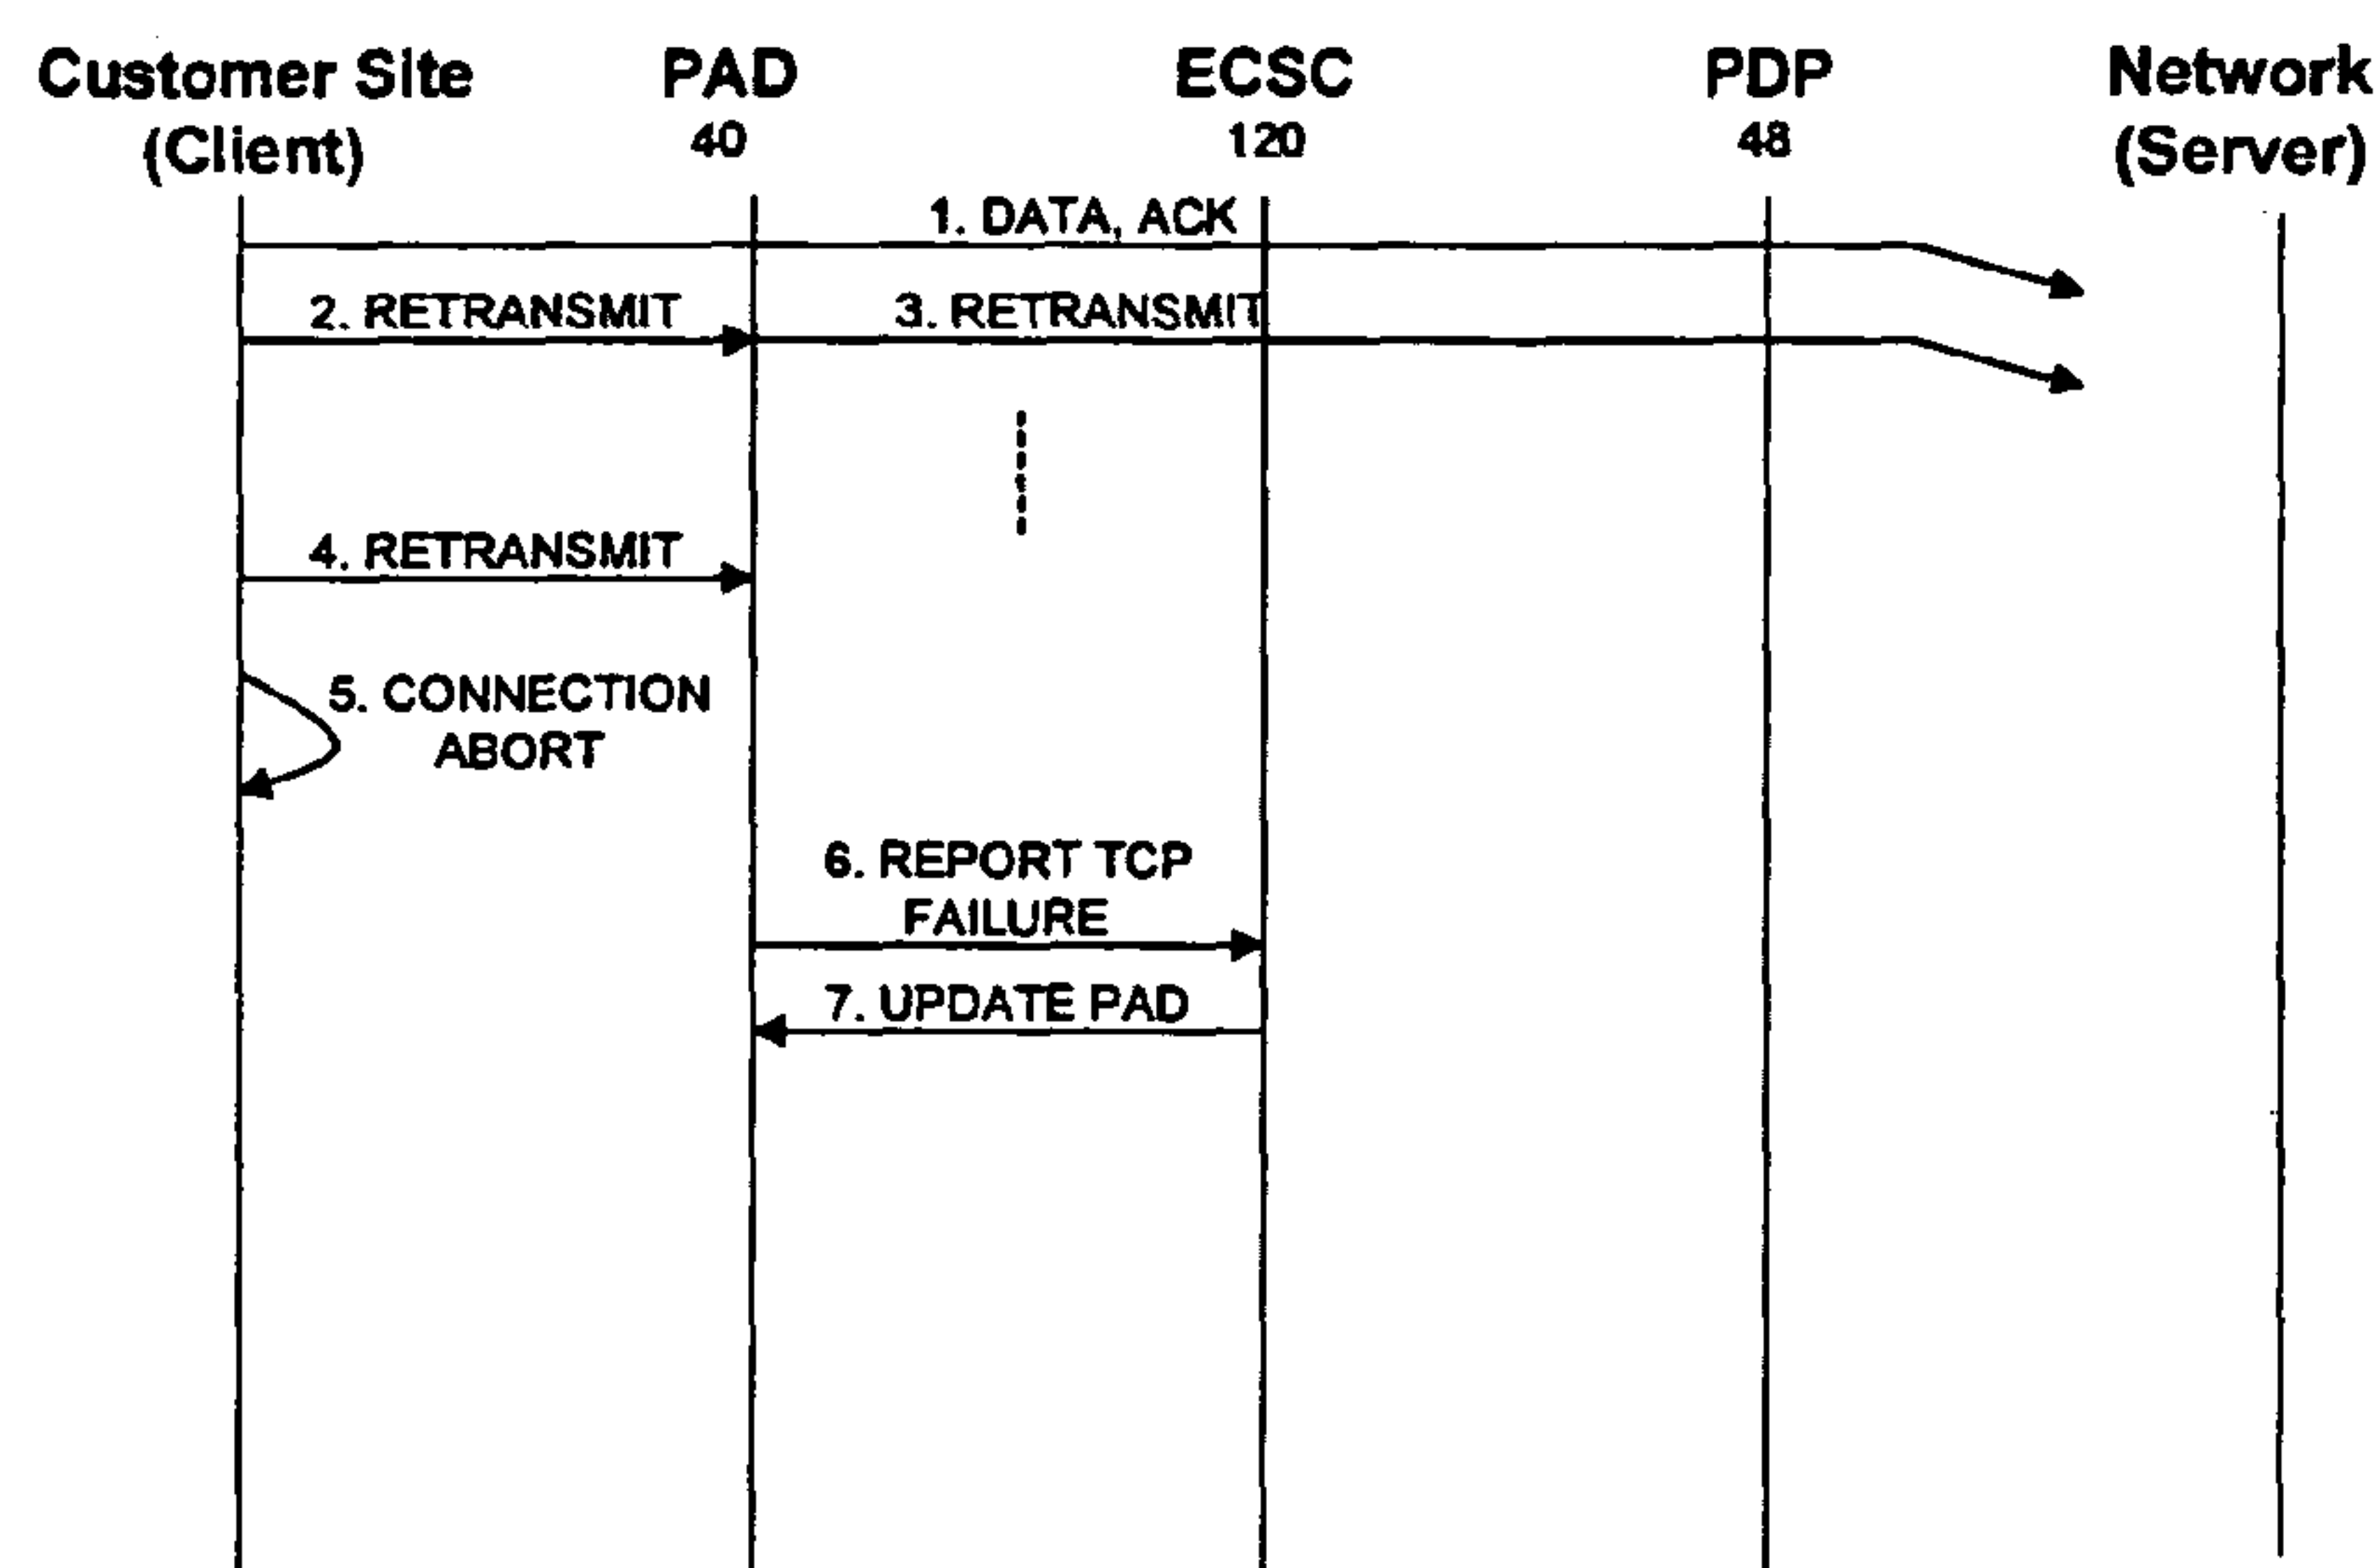 Customer Site
(Client)
PAD
40
ECSC
120
PDP
48
Network
(Server)
1. DATA, ACK
2. RETRANSMIT
3. RETRANSMIT
4. RETRANSMIT
5. CONNECTION
ABORT
6. REPORT TCP
FAILURE
7. UPDATE PAD